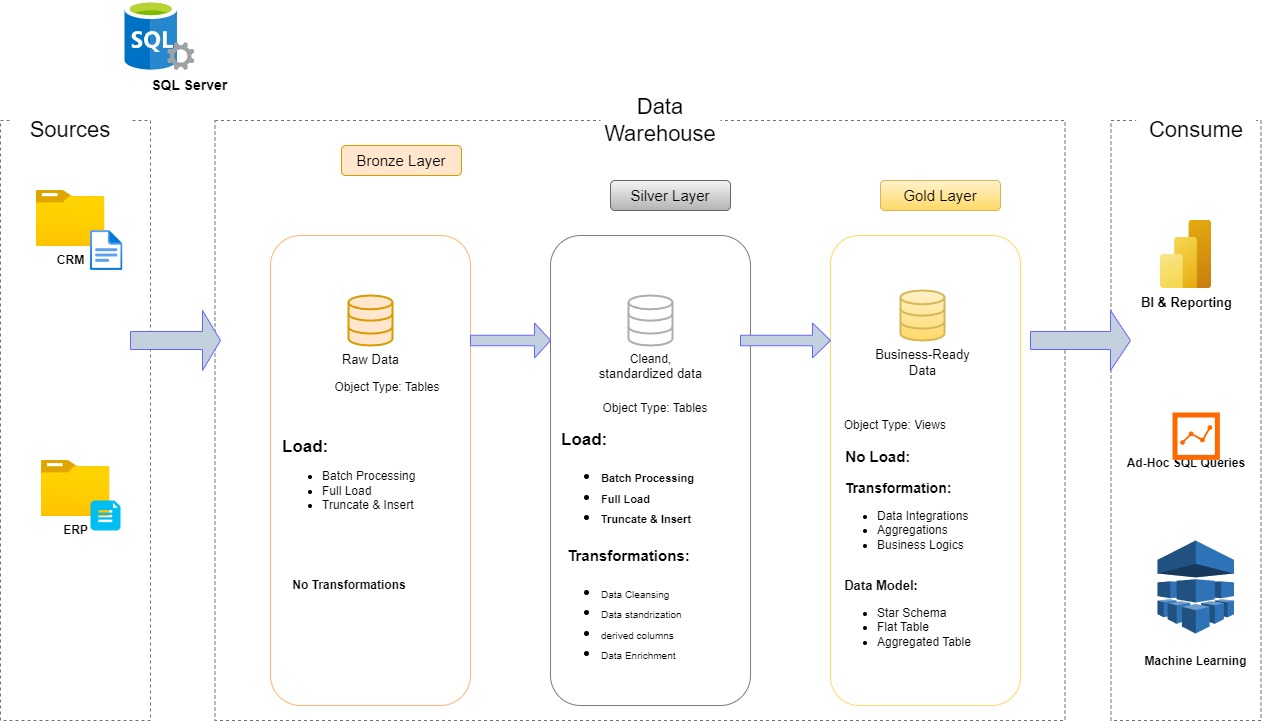 SQL
SQL Server
Sources
CRM
ERP
Data
Warehouse
Bronze Layer
Raw Data
Object Type: Tables
Load:
Batch Processing
Full Load
Truncate & Insert
No Transformations
Silver Layer
Cleand,
standardized data
Object Type: Tables
Load:
Batch Processing
Full Load
Truncate & Insert
Transformations:
Data Cleansing
Data standrization
derived columns
Data Enrichment
Gold Layer
Business-Ready
Data
Object Type: Views
No Load:
Transformation:
Data Integrations
Aggregations
Business Logics
Data Model:
Star Schema
Flat Table
Aggregated Table
Consume
BI & Reporting
Ad-Hoc SQL Queries
Machine Learning